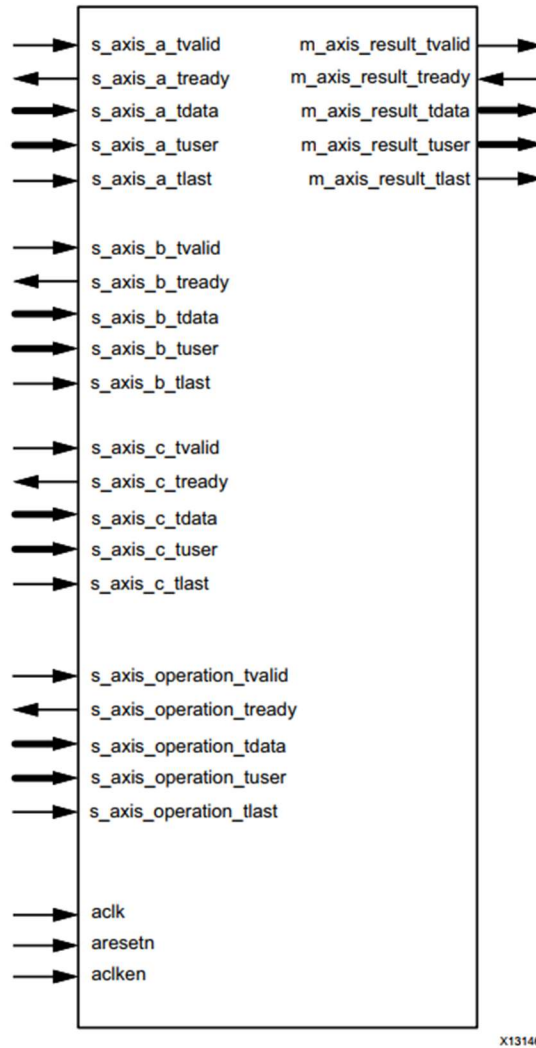 s_axis_a_tvalid m_axis_result_tvalid
s_axis_a_tready m_axis_result_tready
s_axis_a_tdata m_axis_result_tdata
s_axis_a_tuser m_axis_result_tuser
s_axis_a_tlast m_axis_result_tlast
s_axis_b_tvalid
s_axis_b_tready
s_axis_b_tdata
s_axis_b_tuser
s_axis_b_tlast
s_axis_c_tvalid
s_axis_c_tready
s_axis_c_tdata
s_axis_c_tuser
s_axis_c_tlast
s_axis_operation_tvalid
s_axis_operation_tready
s_axis_operation_tdata
s_axis_operation_tuser
s_axis_operation_tlast
aclk
aresetn
aclken